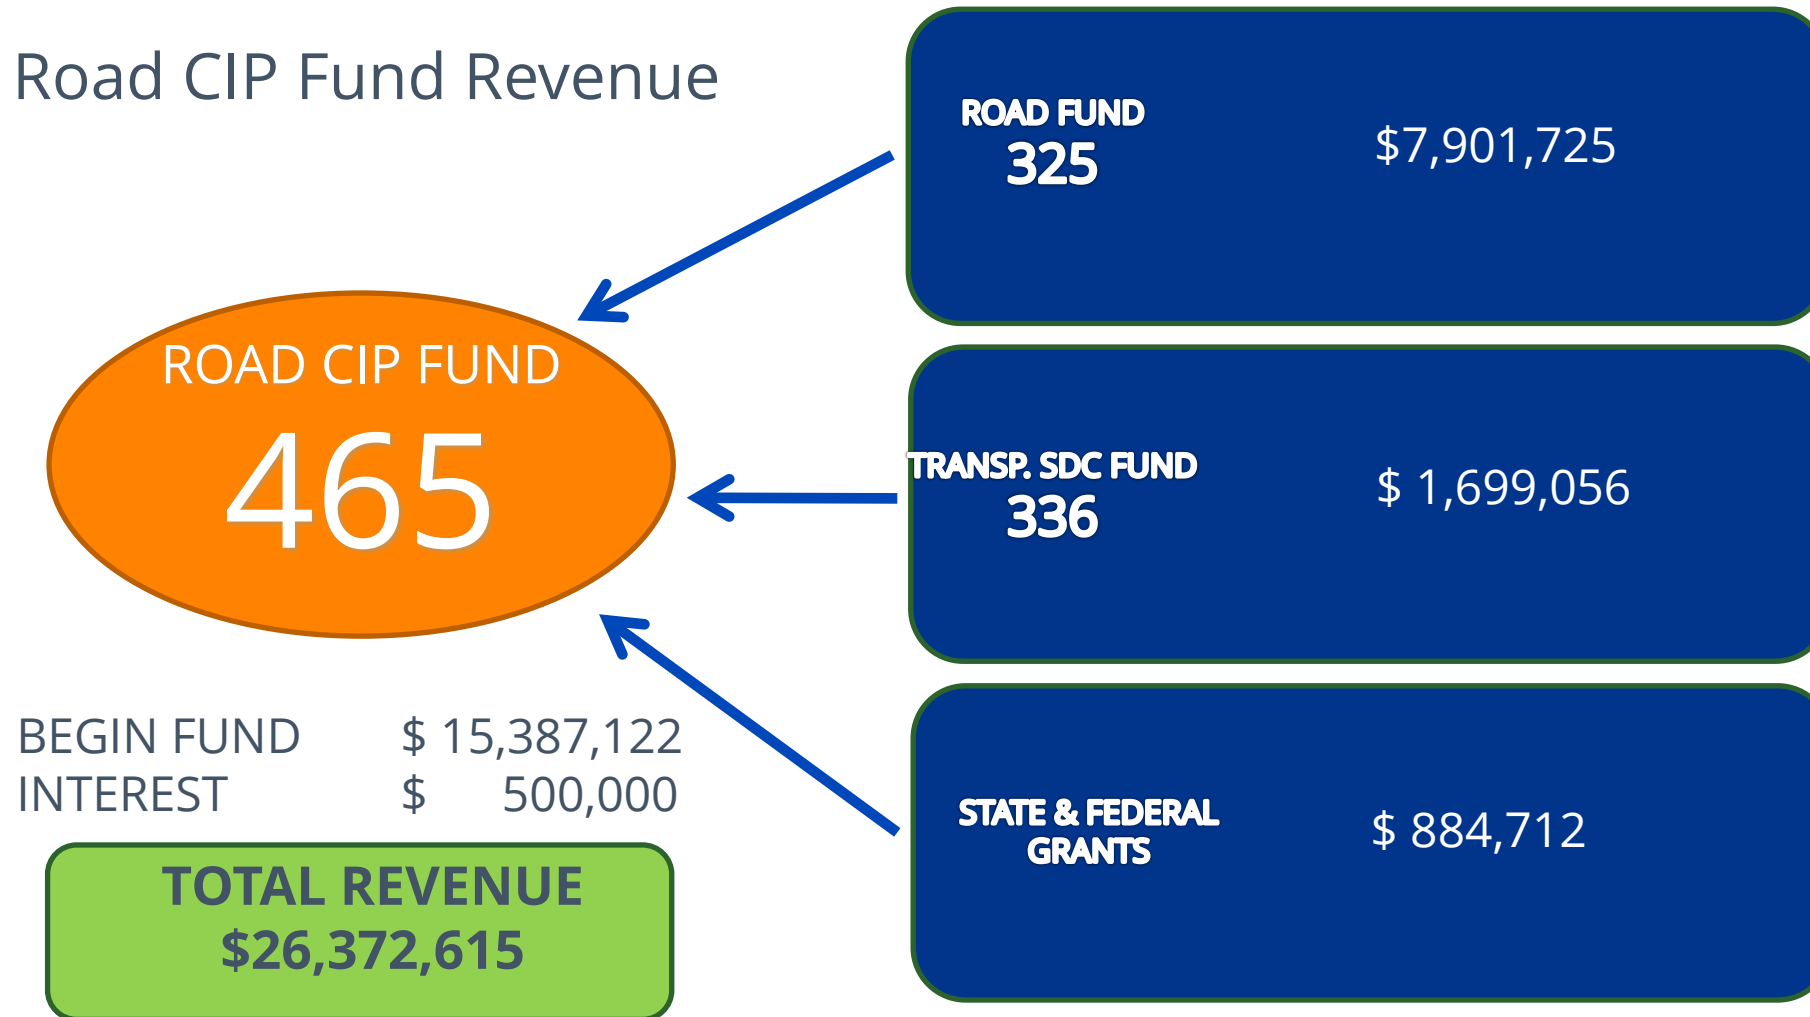 Road CIP Fund Revenue
ROAD FUND
325
$7,901,725
ROAD CIP FUND
465
TRANSP. SDC FUND
336
$ 1,699,056
STATE & FEDERAL
GRANTS
$ 884,712
BEGIN FUND $ 15,387,122
INTEREST $ 500,000
TOTAL REVENUE
$26,372,615